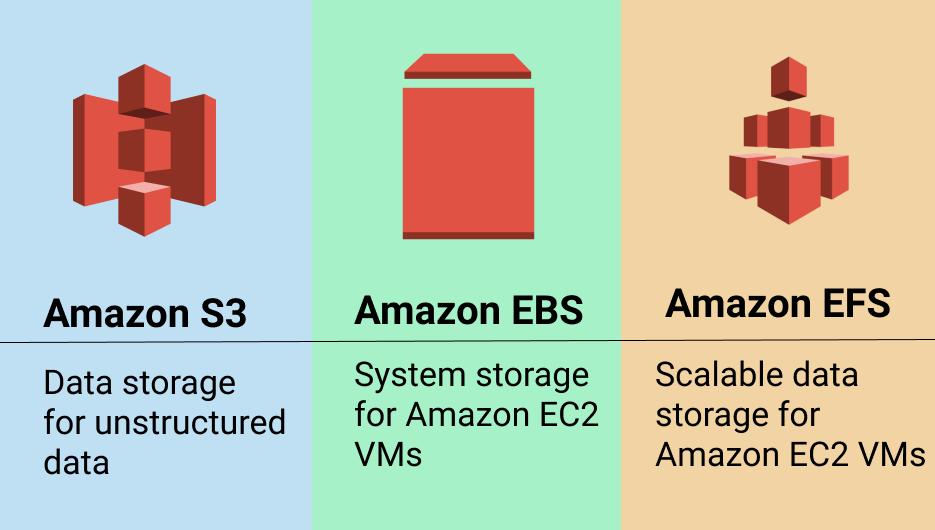 Amazon S3
Data storage
for unstructured
data
Amazon EBS
System storage
for Amazon EC2
VMs
Amazon EFS
Scalable data
storage for
Amazon EC2 VMs